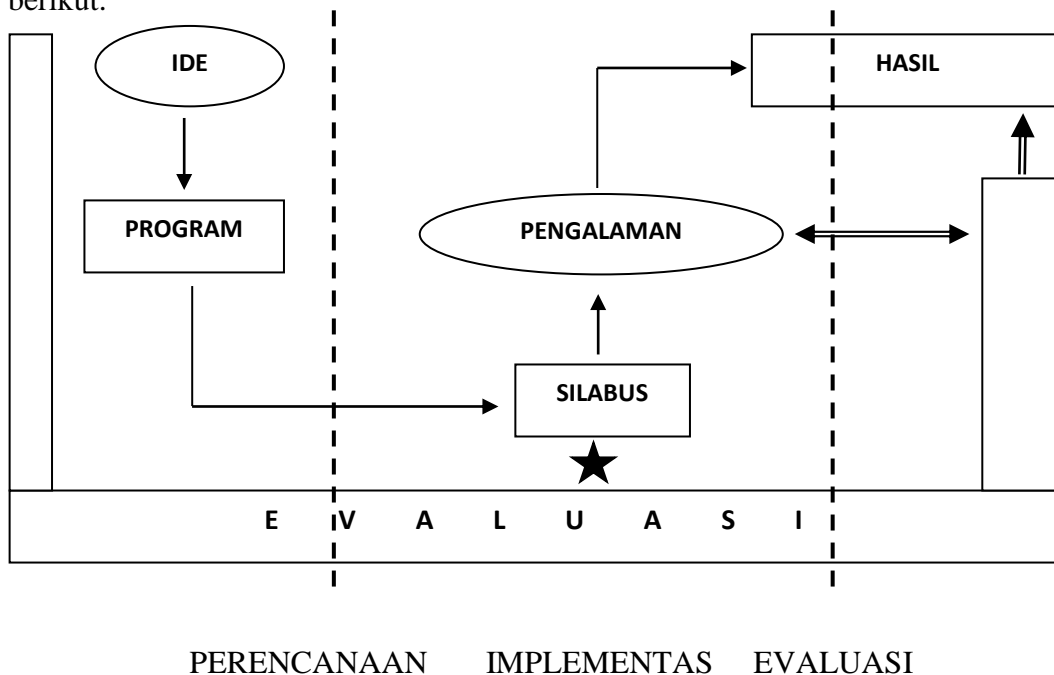 berikut.
IDE
HASIL
PROGRAM
PENGALAMAN
SILABUS
E V A L U A S I
PERENCANAAN IMPLEMENTAS EVALUASI